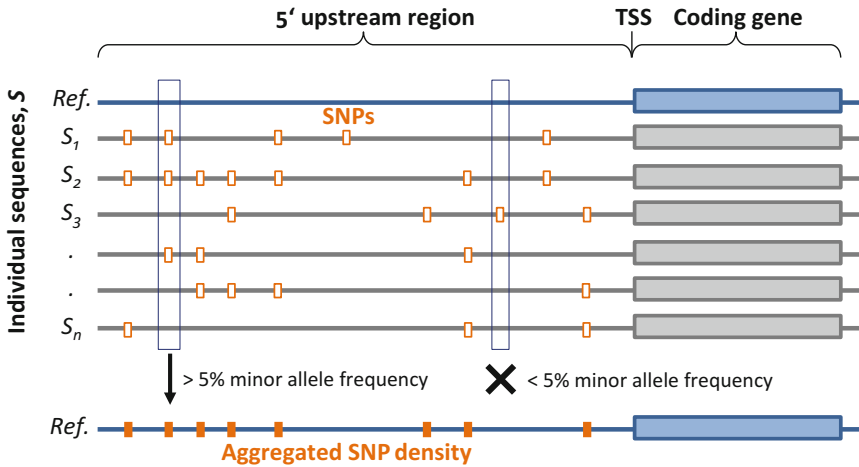 5‘ upstream region TSS Coding gene
Individual sequences, S
Ref.
SNPs
S1
S2
S3
.
.
Sn
> 5% minor allele frequency < 5% minor allele frequency
Ref.
Aggregated SNP density